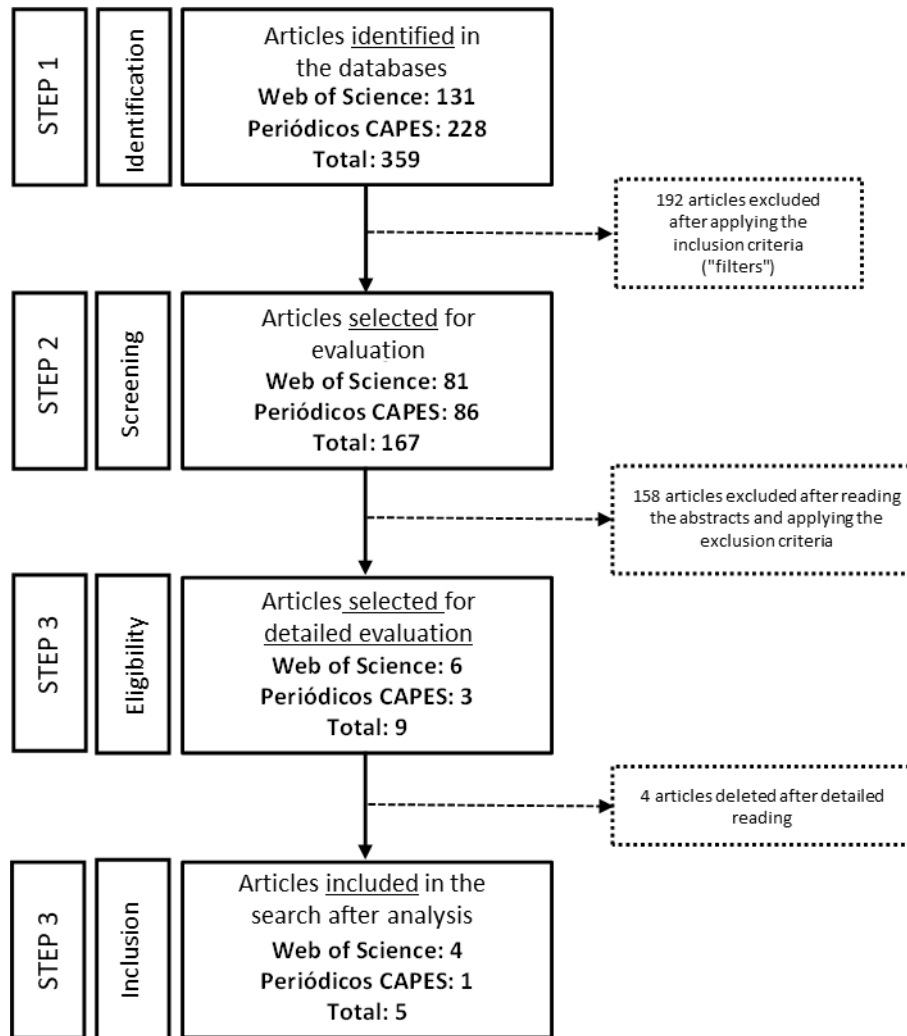 STEP 1
Identification
Articles identified in
the databases
Web of Science: 131
Periódicos CAPES: 228
Total: 359
192 articles excluded
after applying the
inclusion criteria
("filters")
STEP 2
Screening
Articles selected for
evaluation
Web of Science: 81
Periódicos CAPES: 86
Total: 167
158 articles excluded after reading
the abstracts and applying the
exclusion criteria
STEP 3
Eligibility
Articles selected for
detailed evaluation
Web of Science: 6
Periódicos CAPES: 3
Total: 9
4 articles deleted after detailed
reading
STEP 3
Inclusion
Articles included in the
search after analysis
Web of Science: 4
Periódicos CAPES: 1
Total: 5